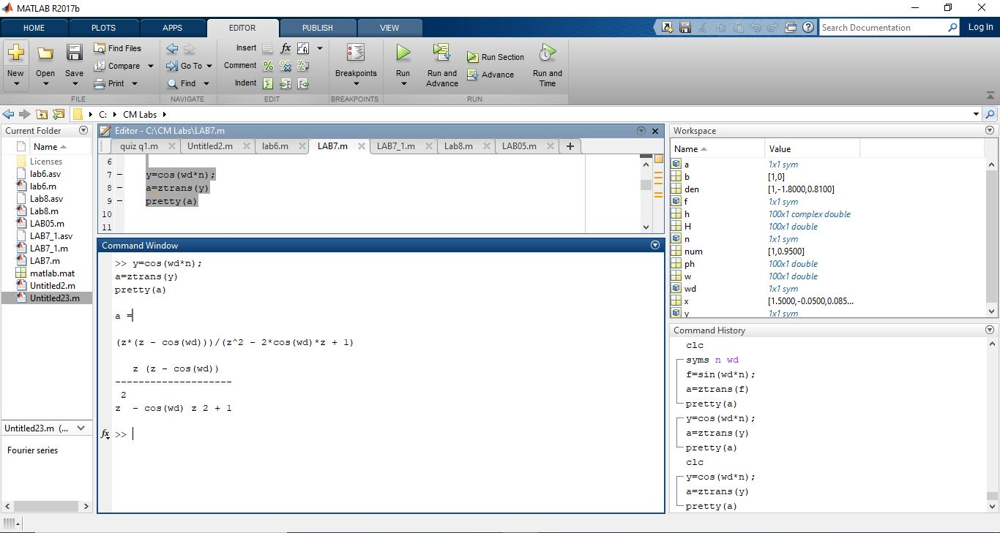 MATLAB R2017b
HOME PLOTS APPS EDITOR PUBLISH VIEW
Search Documentation
Log In
New
Open
Save
Find Files
Compare
Print
FILE
Go To
Find
NAVIGATE
Insert fx
Comment
Indent
EDIT
Breakpoints
BREAKPOINTS
Run
Run and
Advance
Run Section
Advance
Run and
Time
RUN
C: CM Labs
Current Folder
Name
Licenses
lab6.asv
lab6.m
Lab8.asv
Lab8.m
LAB05.m
LAB7_1.asv
LAB7_1.m
LAB7.m
matlab.mat
Untitled2.m
Untitled23.m
Untitled23.m (...
Fourier series
Editor - C:\CM Labs\LAB7.m
quiz q1.m Untitled2.m lab6.m LAB7.m LAB7_1.m Lab8.m LAB05.m +
6
7 – y=cos(wd*n);
8 – a=ztrans(y)
9 – pretty(a)
10
11
Command Window
>> y=cos(wd*n);
a=ztrans(y)
pretty(a)
a =
(z*(z - cos(wd)))/(z^2 - 2*cos(wd)*z + 1)
z (z - cos(wd))
--------------------
2
z  - cos(wd) z 2 + 1
fx >>
Workspace
Name Value
a 1x1 sym
b [1,0]
den [1,-1.8000,0.8100]
f 1x1 sym
h 100x1 complex double
H 100x1 double
n 1x1 sym
num [1,0.9500]
ph 100x1 double
w 100x1 double
wd 1x1 sym
x [1.5000,-0.0500,0.085...
y 1x1 sym
Command History
clc
syms n wd
f=sin(wd*n);
a=ztrans(f)
pretty(a)
y=cos(wd*n);
a=ztrans(y)
pretty(a)
clc
y=cos(wd*n);
a=ztrans(y)
pretty(a)